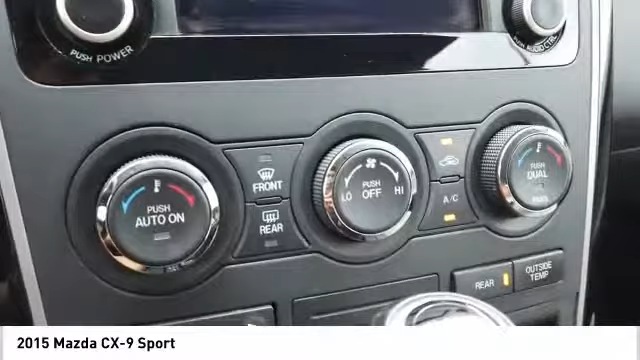 PUSH POWER
PUSH AUDIO CTRL
PUSH
AUTO ON
FRONT
REAR
LO
HI
PUSH
OFF
A/C
PUSH
DUAL
REAR
OUTSIDE
TEMP
2015 Mazda CX-9 Sport